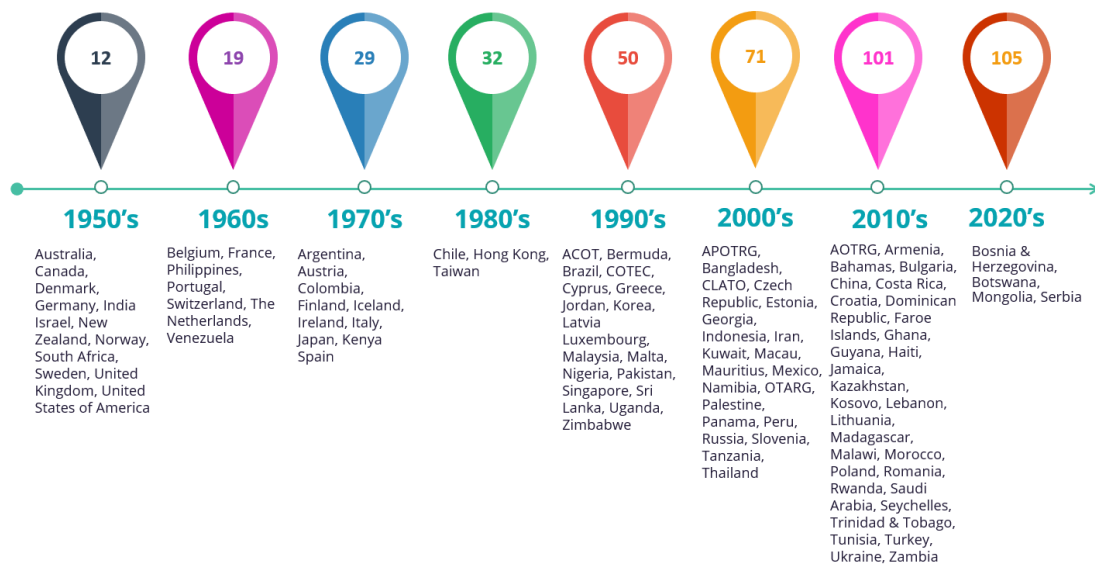 12
19
29
32
50
71
101
105
1950’s
1960s
1970’s
1980’s
1990’s
2000’s
2010’s
2020’s
Australia,
Canada,
Denmark,
Germany, India
Israel, New
Zealand, Norway,
South Africa,
Sweden, United
Kingdom, United
States of America
Belgium, France,
Philippines,
Portugal,
Switzerland, The
Netherlands,
Venezuela
Argentina,
Austria,
Colombia,
Finland, Iceland,
Ireland, Italy,
Japan, Kenya
Spain
Chile, Hong Kong,
Taiwan
ACOT, Bermuda,
Brazil, COTEC,
Cyprus, Greece,
Jordan, Korea,
Latvia
Luxembourg,
Malaysia, Malta,
Nigeria, Pakistan,
Singapore, Sri
Lanka, Uganda,
Zimbabwe
APOTRG,
Bangladesh,
CLATO, Czech
Republic, Estonia,
Georgia,
Indonesia, Iran,
Kuwait, Macau,
Mauritius, Mexico,
Namibia, OTARG,
Palestine,
Panama, Peru,
Russia, Slovenia,
Tanzania,
Thailand
AOTRG, Armenia,
Bahamas, Bulgaria,
China, Costa Rica,
Croatia, Dominican
Republic, Faroe
Islands, Ghana,
Guyana, Haiti,
Jamaica,
Kazakhstan,
Kosovo, Lebanon,
Lithuania,
Madagascar,
Malawi, Morocco,
Poland, Romania,
Rwanda, Saudi
Arabia, Seychelles,
Trinidad & Tobago,
Tunisia, Turkey,
Ukraine, Zambia
Bosnia &
Herzegovina,
Botswana,
Mongolia, Serbia